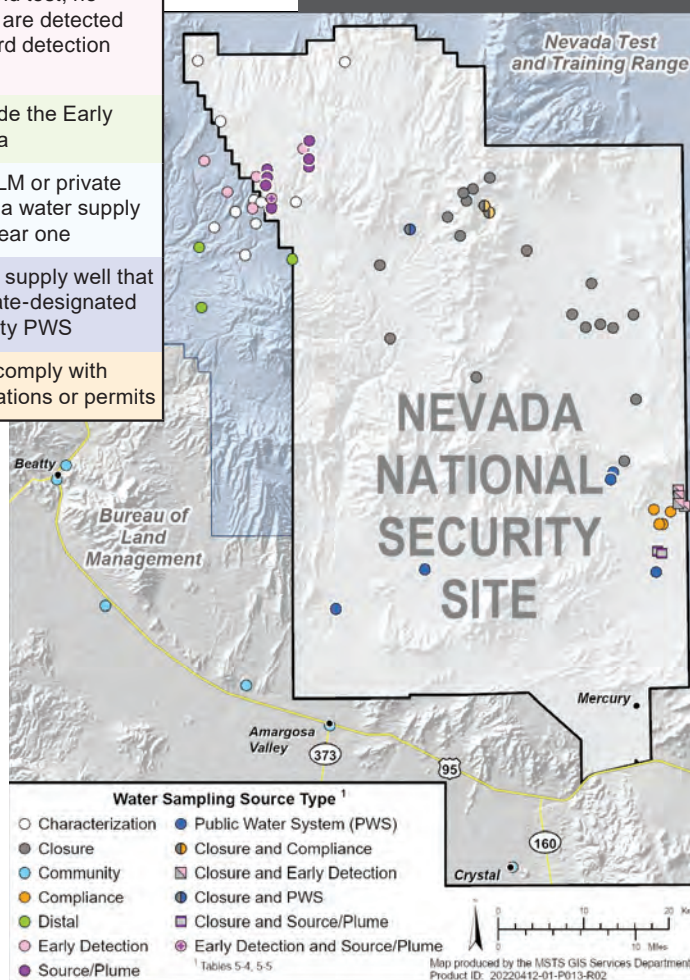 are detected
rd detection
de the Early
a
LM or private
a water supply
ear one
supply well that
ate-designated
ty PWS
comply with
ations or permits
Nevada Test
and Training Range
NEVADA
NATIONAL
SECURITY
SITE
Beatty
Bureau of
Land
Management
Mercury
Amargosa
Valley
373
95
160
Crystal
Water Sampling Source Type 1
Characterization
Closure
Community
Compliance
Distal
Early Detection
Source/Plume
Public Water System (PWS)
Closure and Compliance
Closure and Early Detection
Closure and PWS
Closure and Source/Plume
Early Detection and Source/Plume
1 Tables 5-4, 5-5
0 10 20
0 10 Miles
Map produced by the MSTS GIS Services Department
Product ID: 20220412-01-P013-R02